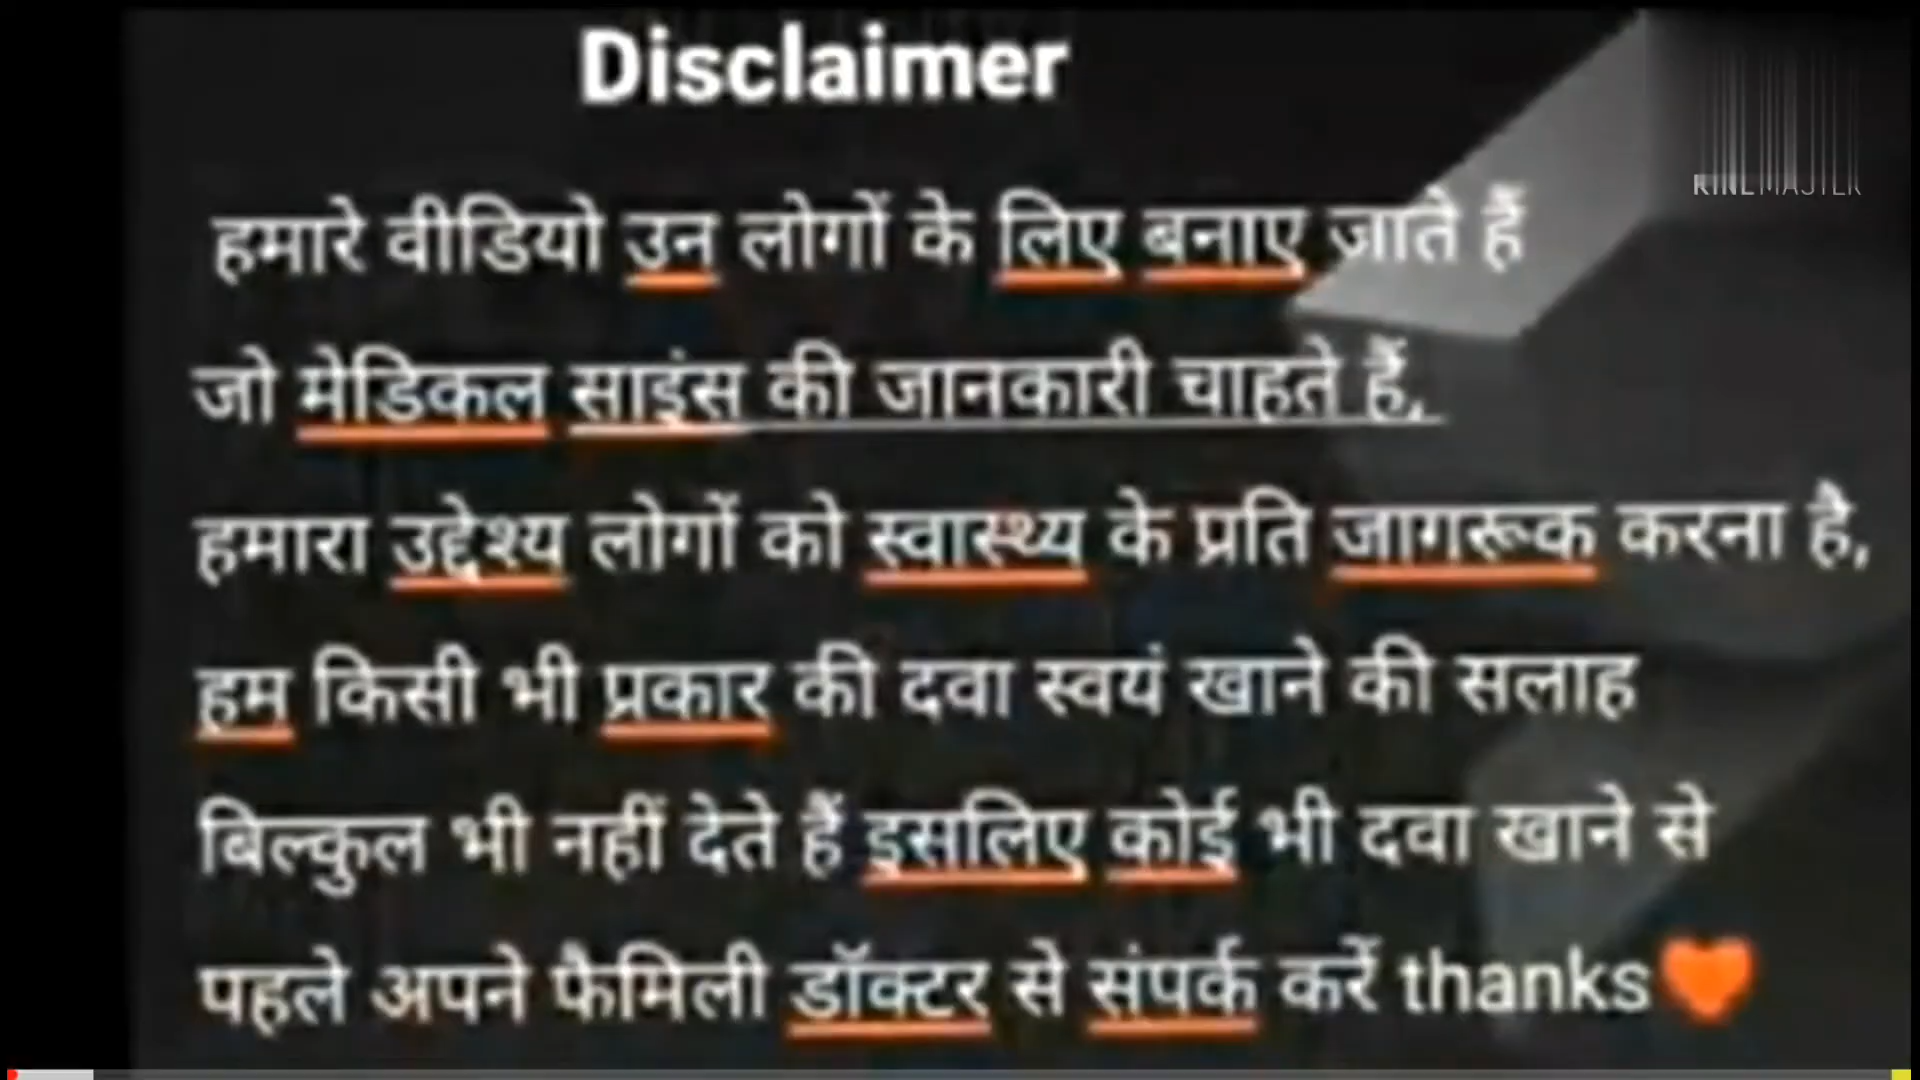 Disclaimer
KINEMASTER
हमारे वीडियो उन लोगों के लिए बनाए जाते हैं
जो मेडिकल साइंस की जानकारी चाहते हैं,
हमारा उद्देश्य लोगों को स्वास्थ्य के प्रति जागरूक करना है,
हम किसी भी प्रकार की दवा स्वयं खाने की सलाह
बिल्कुल भी नहीं देते हैं इसलिए कोई भी दवा खाने से
पहले अपने फैमिली डॉक्टर से संपर्क करें thanks🧡